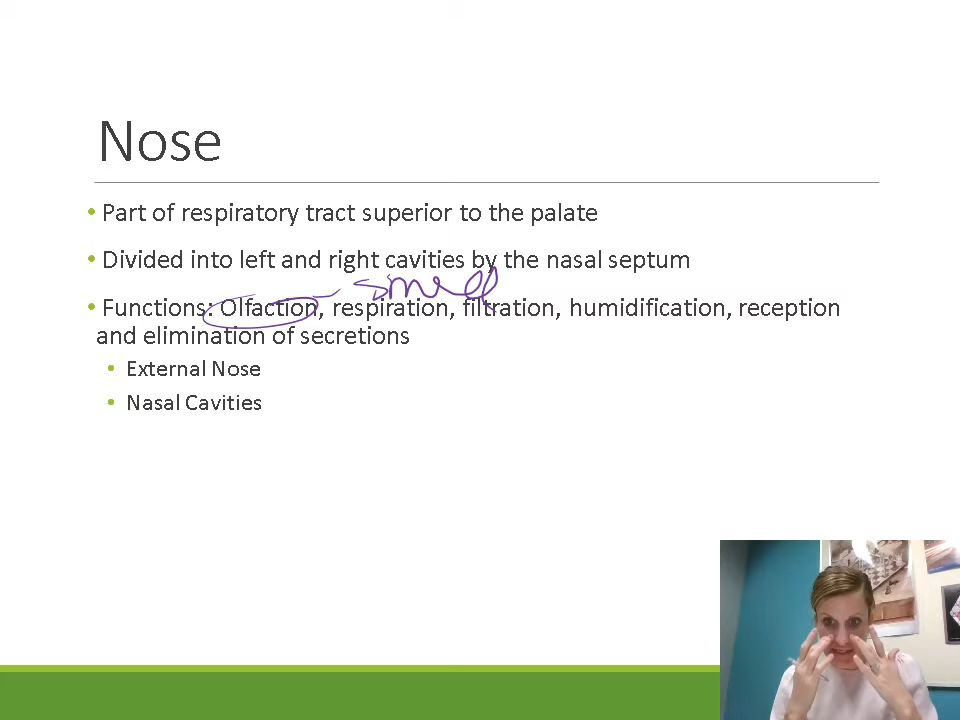 Nose
• Part of respiratory tract superior to the palate
• Divided into left and right cavities by the nasal septum
smell
• Functions: Olfaction, respiration, filtration, humidification, reception
and elimination of secretions
• External Nose
• Nasal Cavities